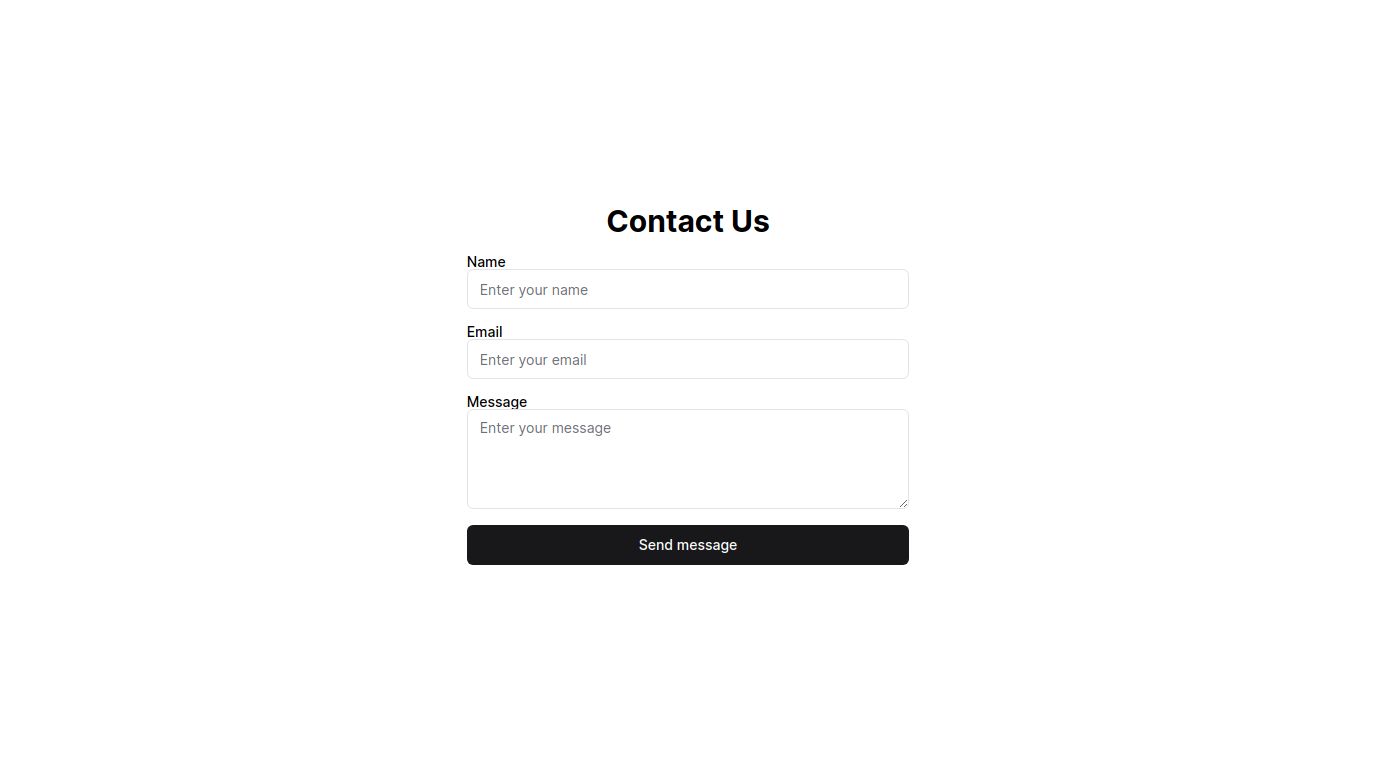 Contact Us
Name
Enter your name
Email
Enter your email
Message
Enter your message
Send message